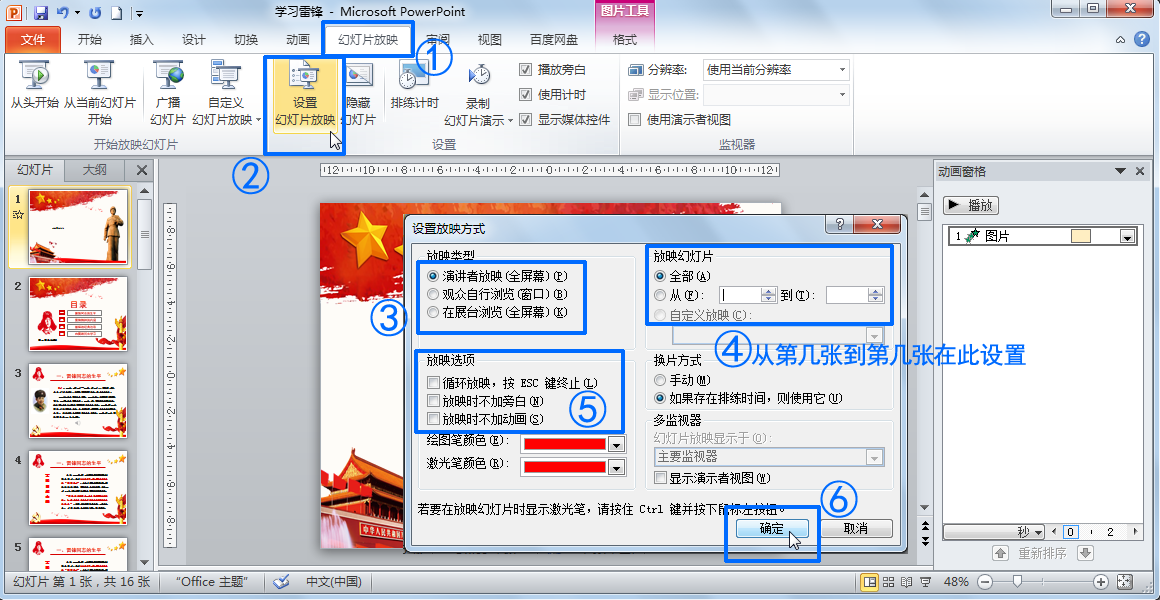 学习雷锋 - Microsoft PowerPoint
图片工具
文件 开始 插入 设计 切换 动画 幻灯片放映 审阅 视图 百度网盘 格式
①
从头开始 从当前幻灯片开始 广播幻灯片 自定义幻灯片放映 设置幻灯片放映 隐藏幻灯片 排练计时 录制幻灯片演示
播放旁白
使用计时
显示媒体控件
分辨率: 使用当前分辨率
显示位置:
使用演示者视图
开始放映幻灯片 设置 监视器
②
幻灯片 大纲
1
2
目录
3
4
5
12 10 8 6 4 2 0 2 4 6 8 10 12
设置放映方式
放映类型
演讲者放映(全屏幕)(P)
观众自行浏览(窗口)(B)
在展台浏览(全屏幕)(K)
③
放映选项
循环放映，按 ESC 键终止(L)
放映时不加旁白(N)
放映时不加动画(S)
⑤
绘图笔颜色(E):
激光笔颜色(R):
放映幻灯片
全部(A)
从(F): 到(T):
自定义放映(C):
④从第几张到第几张在此设置
换片方式
手动(M)
如果存在排练时间，则使用它(U)
多监视器
幻灯片放映显示于(O):
主要监视器
显示演示者视图(W)
若要在放映幻灯片时显示激光笔，请按住 Ctrl 键并按下鼠标左按钮。
⑥
确定 取消
动画窗格
播放
1 图片
秒 0 2
重新排序
幻灯片 第 1 张，共 16 张 "Office 主题" 中文(中国) 48%